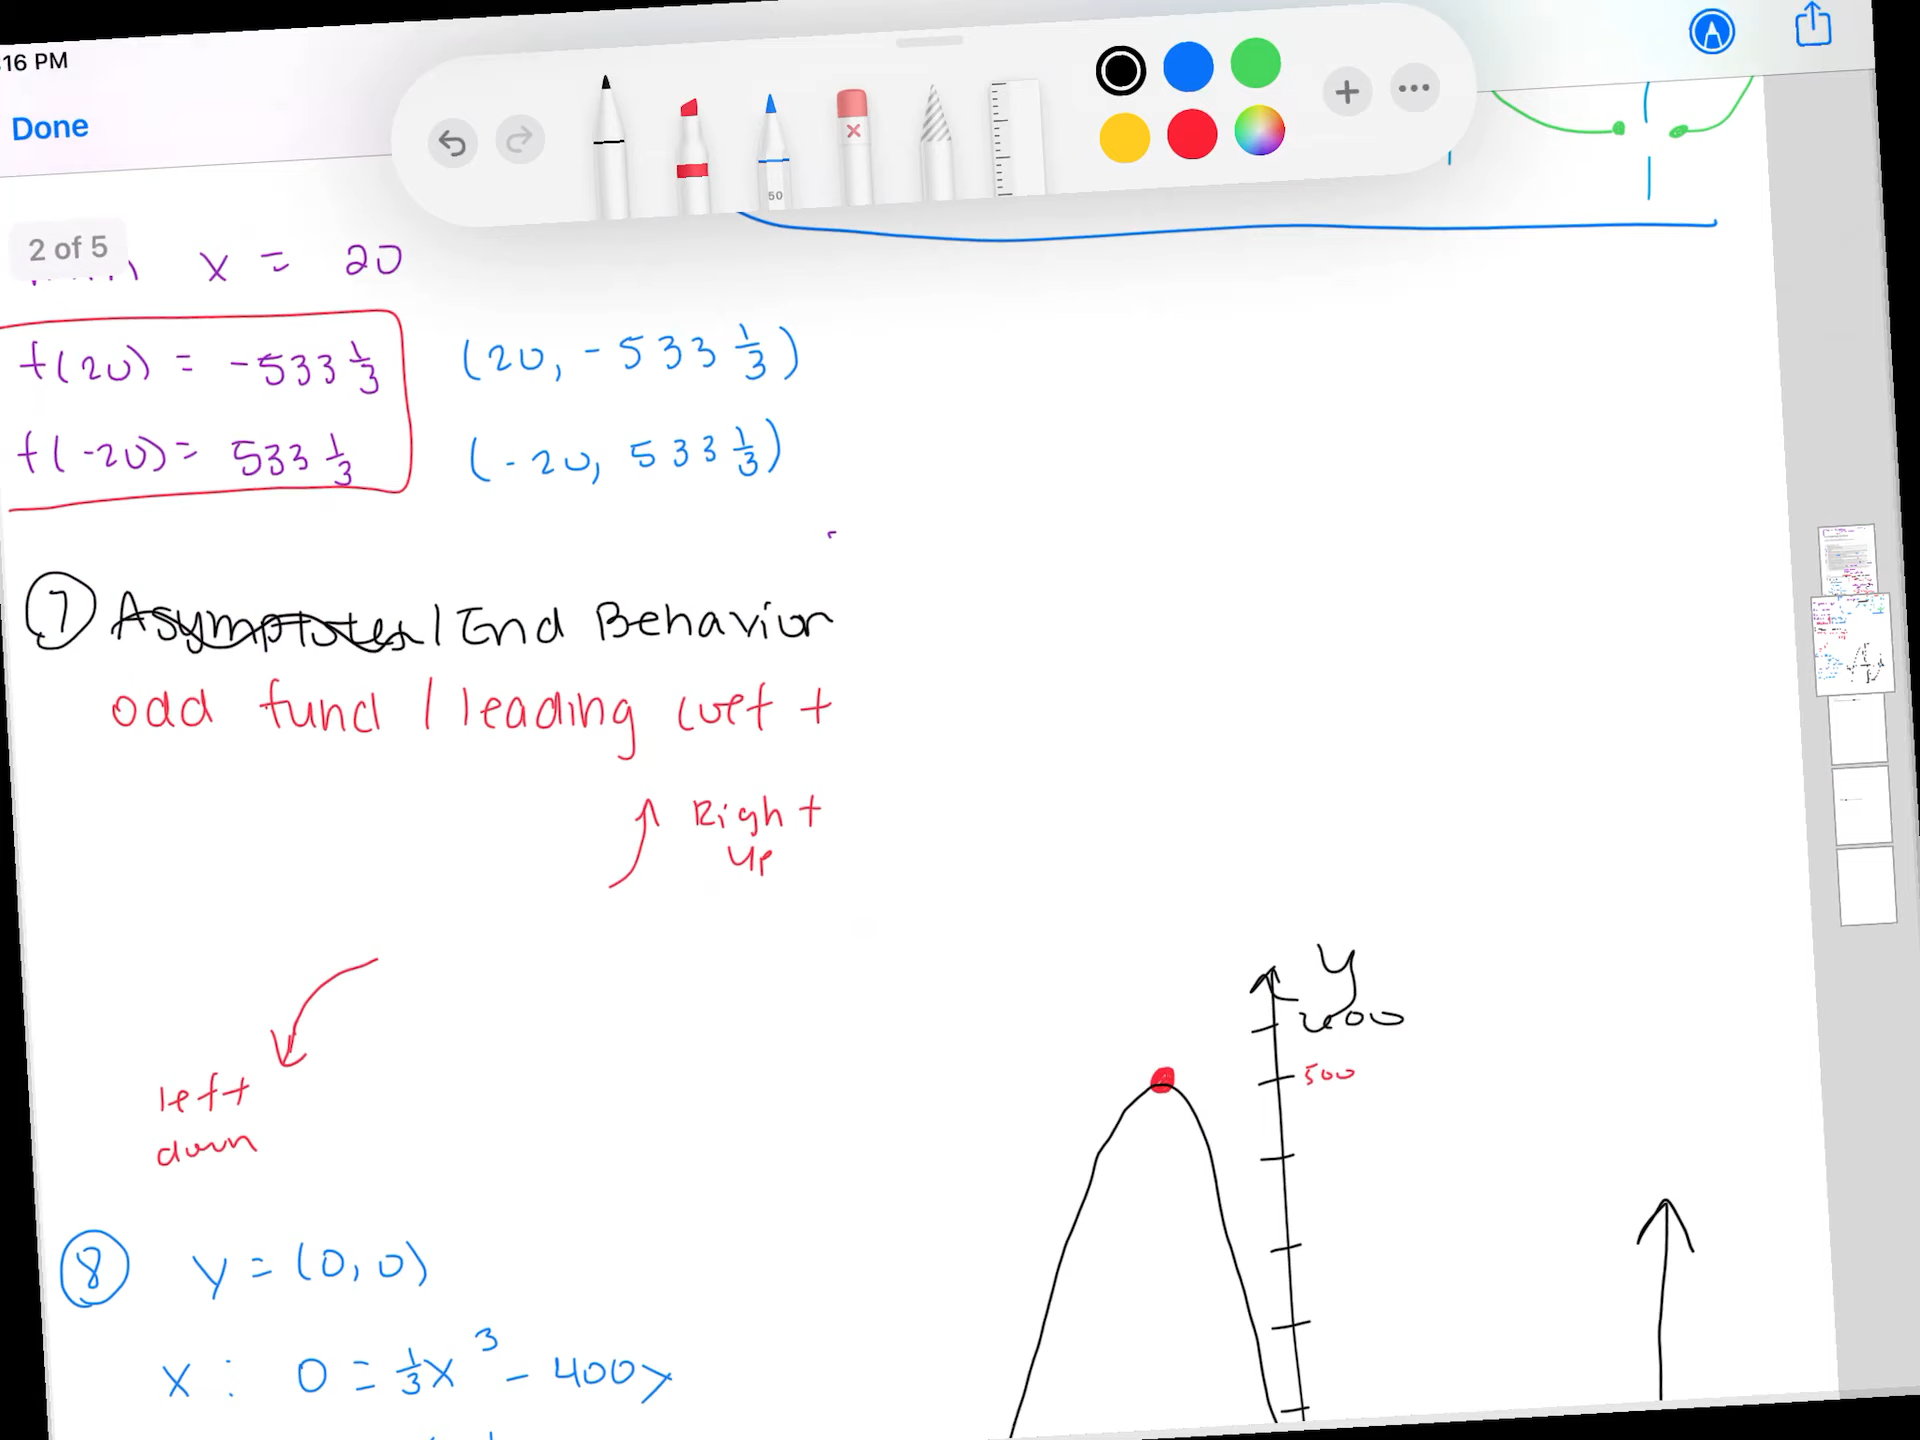 16 PM
Done
50
2 of 5
x = 20
f(20) = -533 1/3 (20, -533 1/3)
f(-20) = 533 1/3 (-20, 533 1/3)
7 Asymptotes / End Behavior
odd fund / leading coef +
Right
up
left
down
y
600
500
8 y = (0,0)
x : 0 = 1/3x³ - 400x